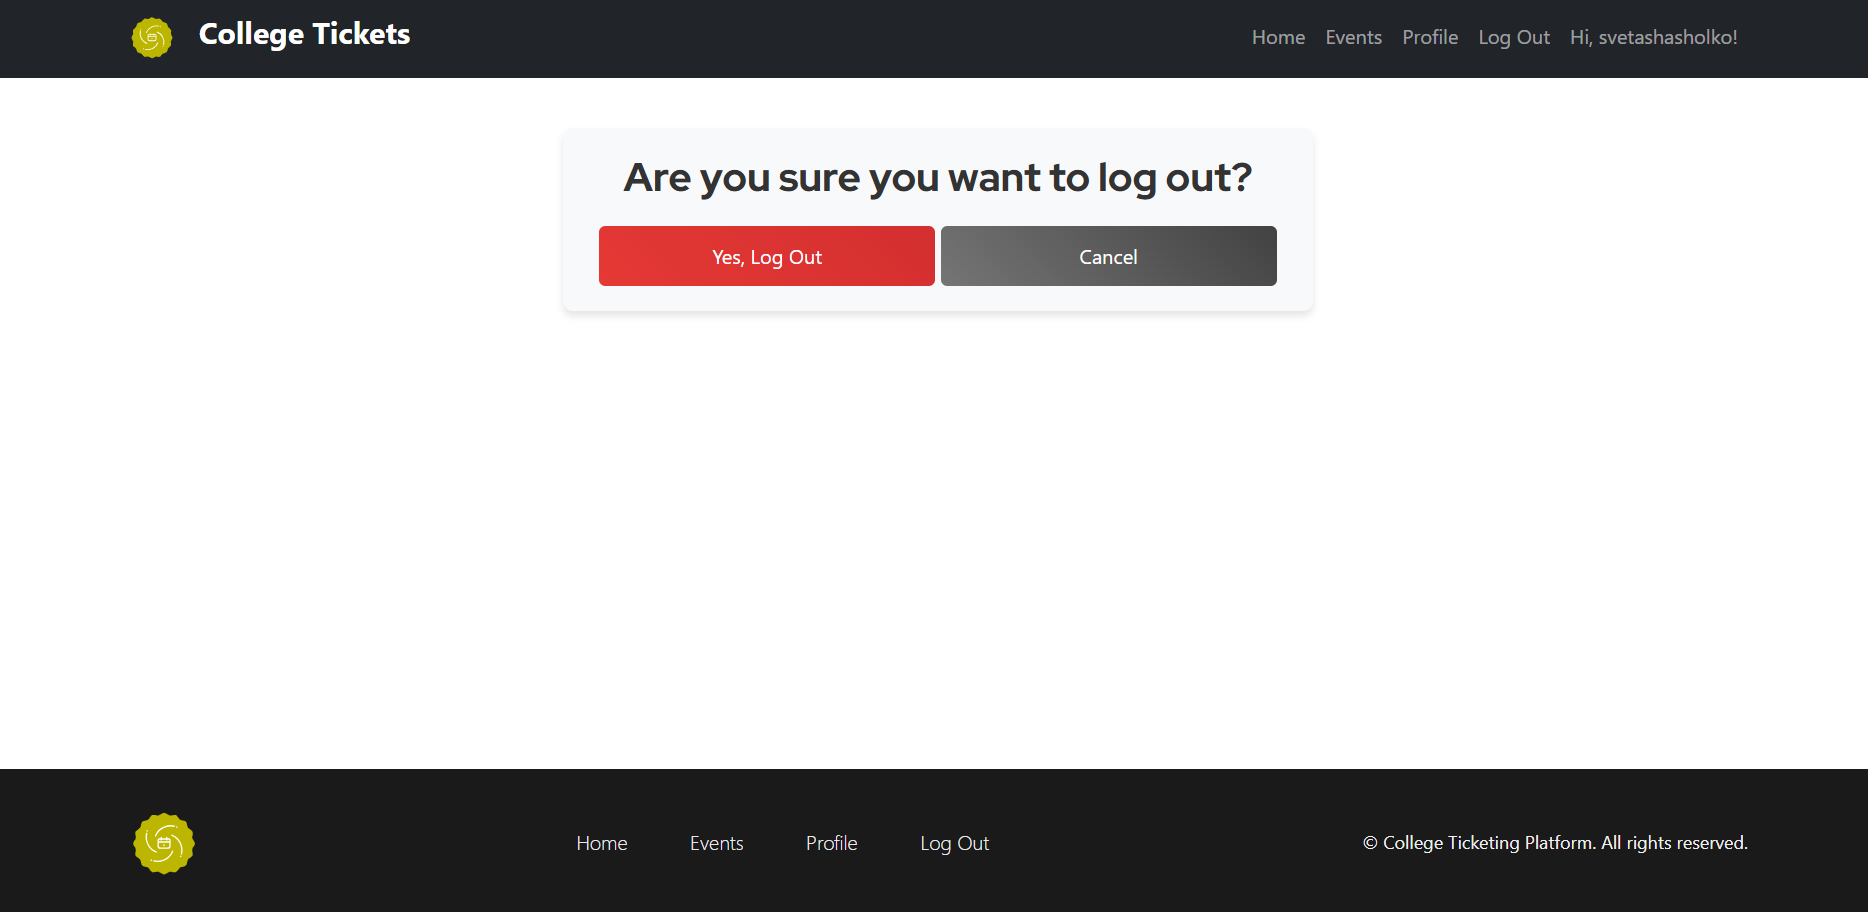 College Tickets
Home Events Profile Log Out Hi, svetashasholko!
Are you sure you want to log out?
Yes, Log Out
Cancel
Home Events Profile Log Out
© College Ticketing Platform. All rights reserved.